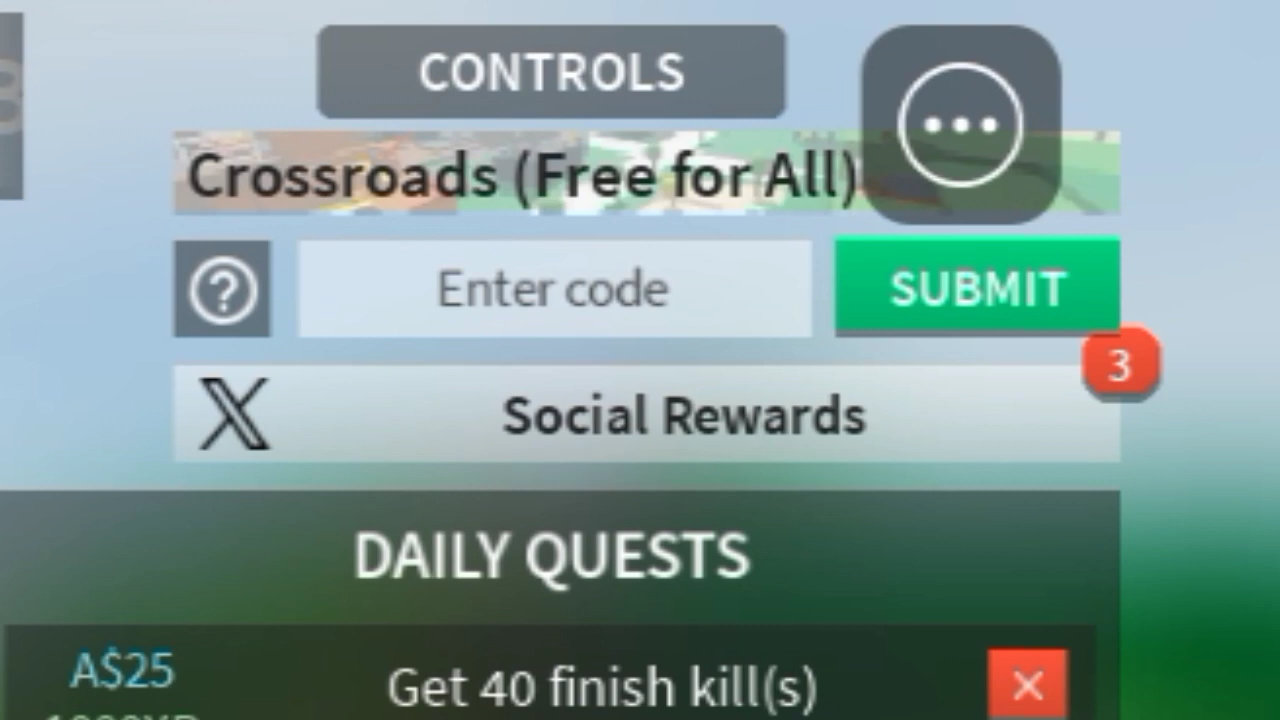 CONTROLS
Crossroads (Free for All)
Enter code
SUBMIT
3
Social Rewards
DAILY QUESTS
A$25
Get 40 finish kill(s)